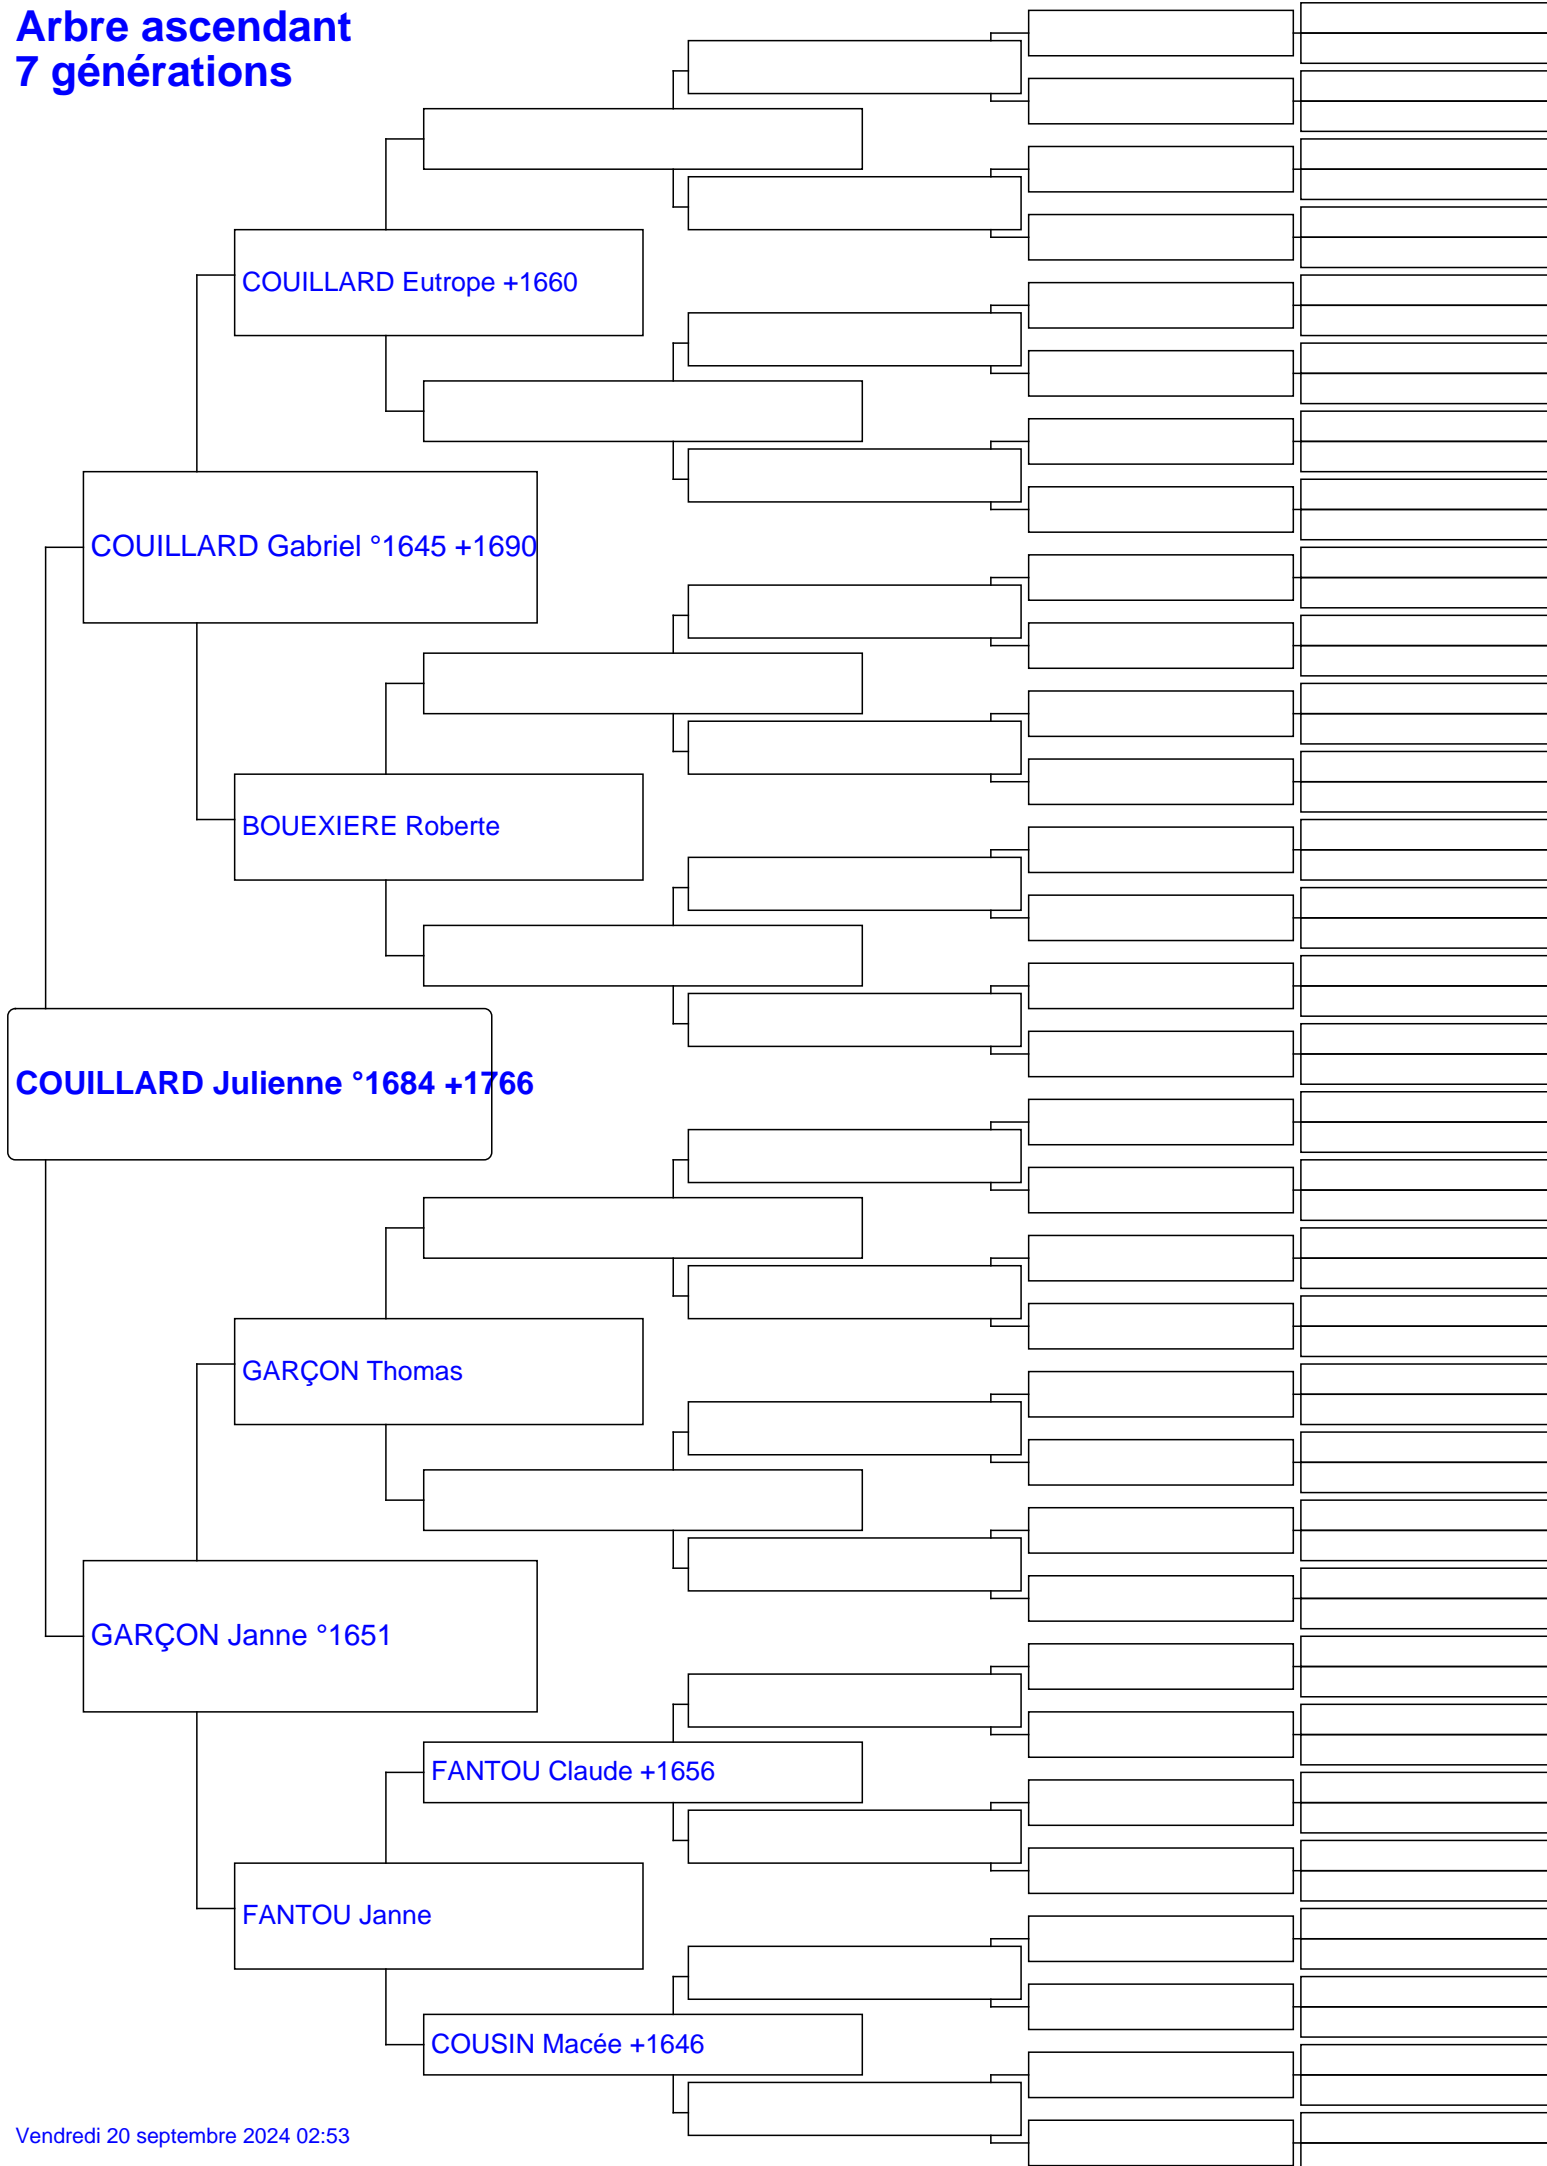 Arbre ascendant
7 générations
COUILLARD Eutrope +1660
COUILLARD Gabriel °1645 +1690
BOUEXIERE Roberte
COUILLARD Julienne °1684 +1766
GARÇON Thomas
GARÇON Janne °1651
FANTOU Claude +1656
FANTOU Janne
COUSIN Macée +1646
Vendredi 20 septembre 2024 02:53